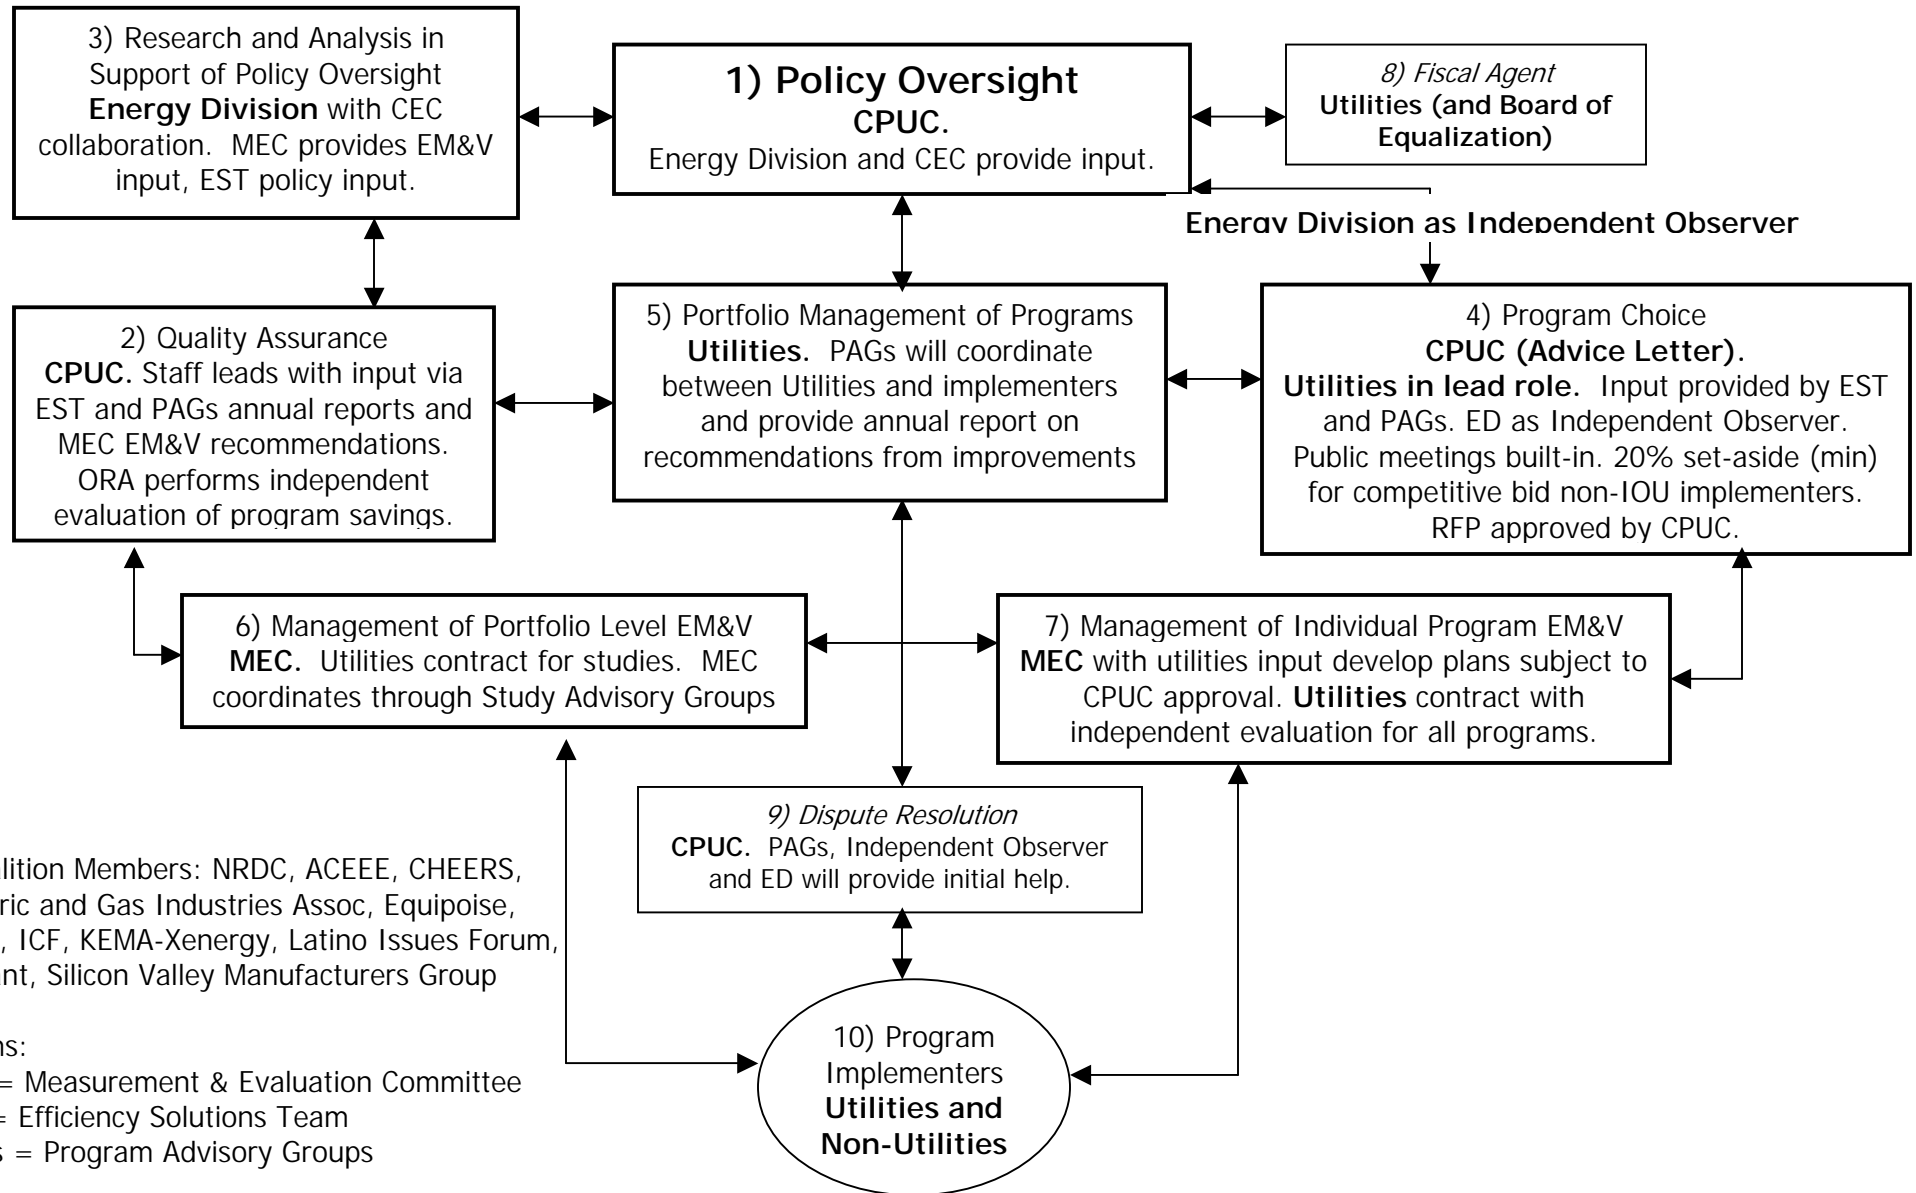 3) Research and Analysis in
Support of Policy Oversight
Energy Division with CEC
collaboration. MEC provides EM&V
input, EST policy input.
1) Policy Oversight
CPUC.
Energy Division and CEC provide input.
8) Fiscal Agent
Utilities (and Board of
Equalization)
Energy Division as Independent Observer
2) Quality Assurance
CPUC. Staff leads with input via
EST and PAGs annual reports and
MEC EM&V recommendations.
ORA performs independent
evaluation of program savings.
5) Portfolio Management of Programs
Utilities. PAGs will coordinate
between Utilities and implementers
and provide annual report on
recommendations from improvements
4) Program Choice
CPUC (Advice Letter).
Utilities in lead role. Input provided by EST
and PAGs. ED as Independent Observer.
Public meetings built-in. 20% set-aside (min)
for competitive bid non-IOU implementers.
RFP approved by CPUC.
6) Management of Portfolio Level EM&V
MEC. Utilities contract for studies. MEC
coordinates through Study Advisory Groups
7) Management of Individual Program EM&V
MEC with utilities input develop plans subject to
CPUC approval. Utilities contract with
independent evaluation for all programs.
9) Dispute Resolution
CPUC. PAGs, Independent Observer
and ED will provide initial help.
Members: NRDC, ACEEE, CHEERS,
and Gas Industries Assoc, Equipoise,
, ICF, KEMA-Xenergy, Latino Issues Forum,
, Silicon Valley Manufacturers Group
= Measurement & Evaluation Committee
= Efficiency Solutions Team
= Program Advisory Groups
10) Program
Implementers
Utilities and
Non-Utilities